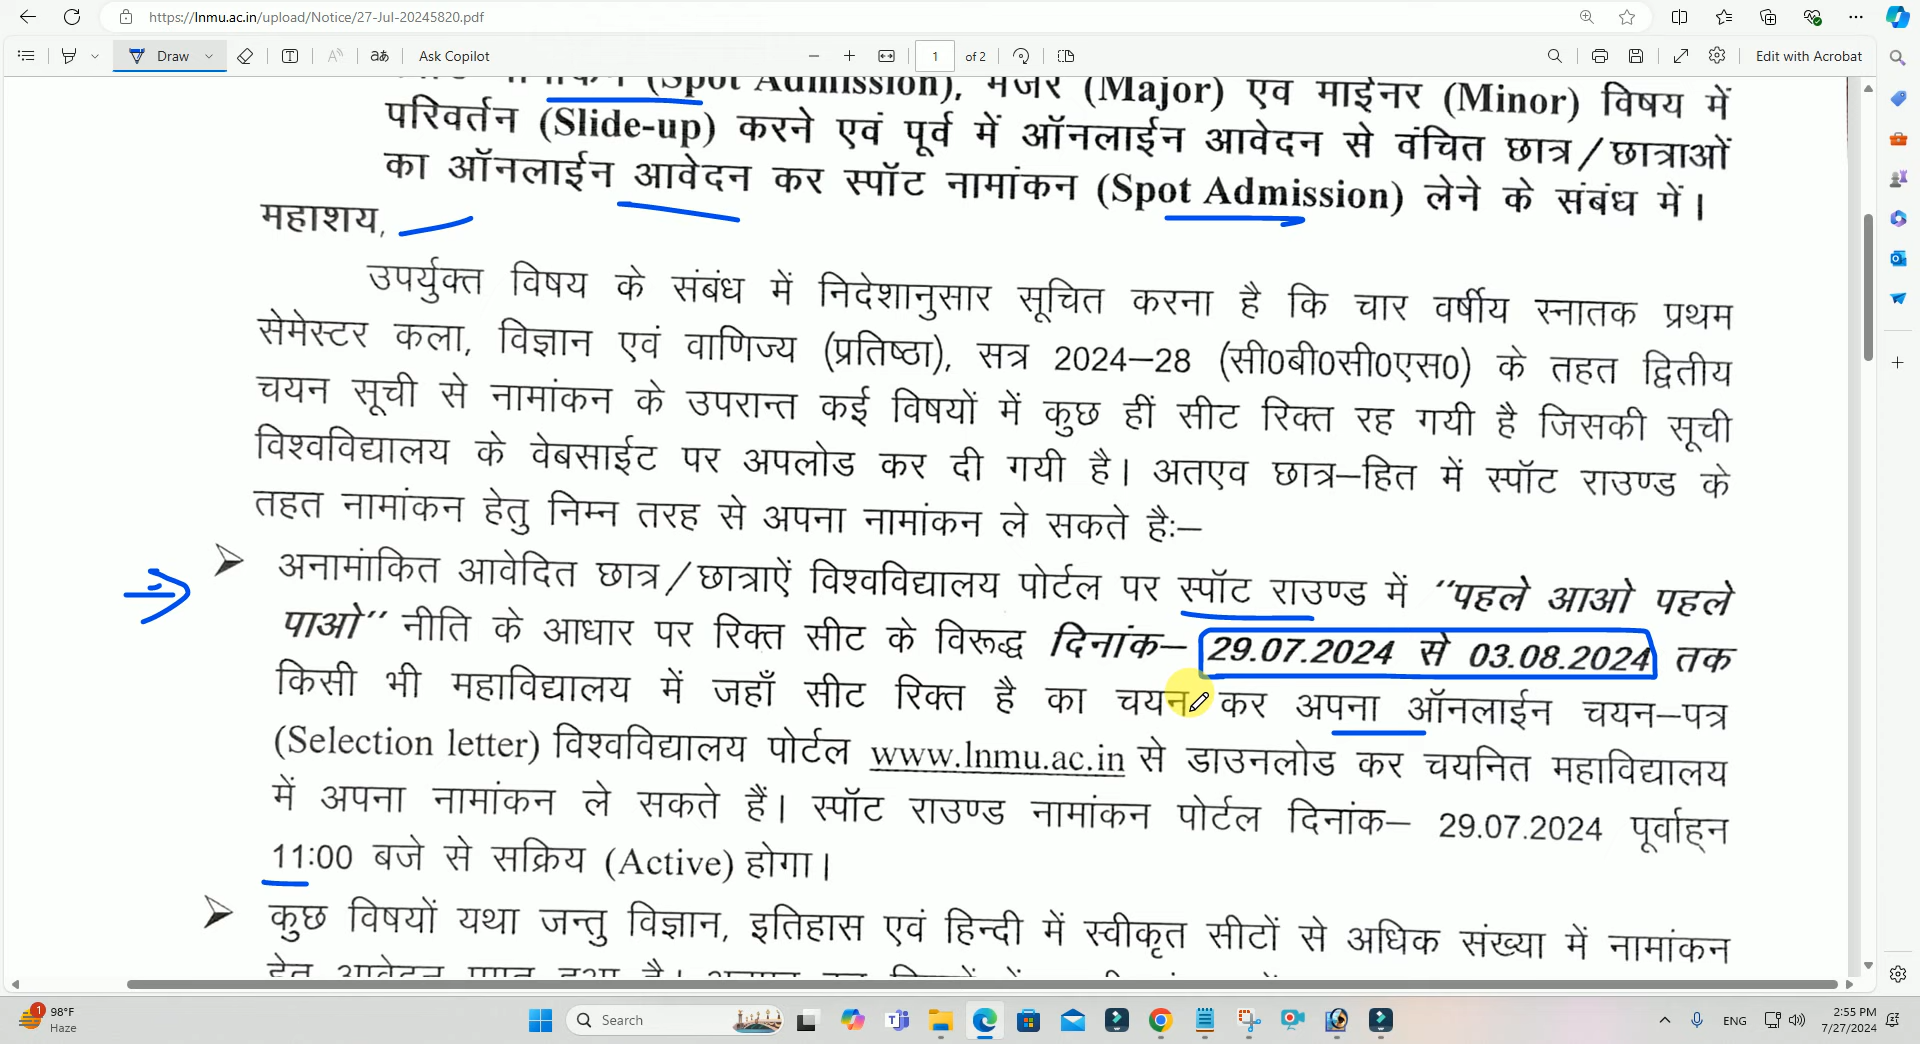 https://lnmu.ac.in/upload/Notice/27-Jul-20245820.pdf
Draw
aあ
Ask Copilot
1 of 2
Edit with Acrobat
नामांकन (Spot Admission), मेजर (Major) एवं माईनर (Minor) विषय में
परिवर्तन (Slide-up) करने एवं पूर्व में ऑनलाईन आवेदन से वंचित छात्र/छात्राओं
का ऑनलाईन आवेदन कर स्पॉट नामांकन (Spot Admission) लेने के संबंध में।
महाशय,
उपर्युक्त विषय के संबंध में निदेशानुसार सूचित करना है कि चार वर्षीय स्नातक प्रथम
सेमेस्टर कला, विज्ञान एवं वाणिज्य (प्रतिष्ठा), सत्र 2024–28 (सी0बी0सी0एस0) के तहत द्वितीय
चयन सूची से नामांकन के उपरान्त कई विषयों में कुछ हीं सीट रिक्त रह गयी है जिसकी सूची
विश्वविद्यालय के वेबसाईट पर अपलोड कर दी गयी है। अतएव छात्र–हित में स्पॉट राउण्ड के
तहत नामांकन हेतु निम्न तरह से अपना नामांकन ले सकते है:–
➢ अनामांकित आवेदित छात्र/छात्राऐं विश्वविद्यालय पोर्टल पर स्पॉट राउण्ड में ''पहले आओ पहले
पाओ'' नीति के आधार पर रिक्त सीट के विरूद्ध दिनांक– 29.07.2024 से 03.08.2024 तक
किसी भी महाविद्यालय में जहाँ सीट रिक्त है का चयन कर अपना ऑनलाईन चयन–पत्र
(Selection letter) विश्वविद्यालय पोर्टल www.lnmu.ac.in से डाउनलोड कर चयनित महाविद्यालय
में अपना नामांकन ले सकते हैं। स्पॉट राउण्ड नामांकन पोर्टल दिनांक– 29.07.2024 पूर्वाह्न
11:00 बजे से सक्रिय (Active) होगा।
➢ कुछ विषयों यथा जन्तु विज्ञान, इतिहास एवं हिन्दी में स्वीकृत सीटों से अधिक संख्या में नामांकन
1
98°F
Haze
Search
ENG
2:55 PM
7/27/2024